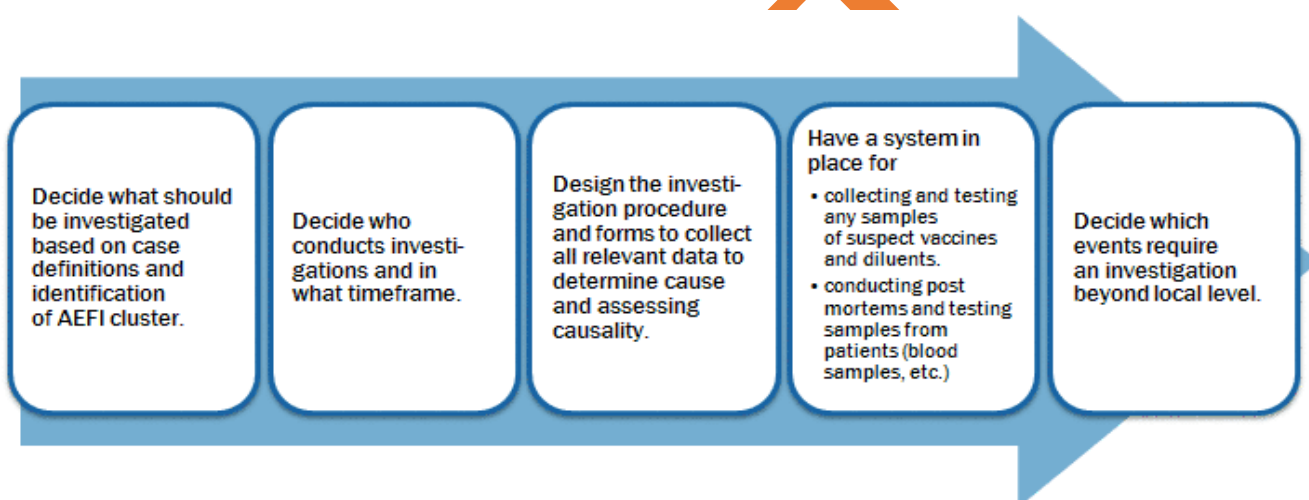 Decide what should
be investigated
based on case
definitions and
identification
of AEFI cluster.
Decide who
conducts investi-
gations and in
what timeframe.
Design the investi-
gation procedure
and forms to collect
all relevant data to
determine cause
and assessing
causality.
Have a system in
place for
• collecting and testing
any samples
of suspect vaccines
and diluents.
• conducting post
mortems and testing
samples from
patients (blood
samples, etc.)
Decide which
events require
an investigation
beyond local level.